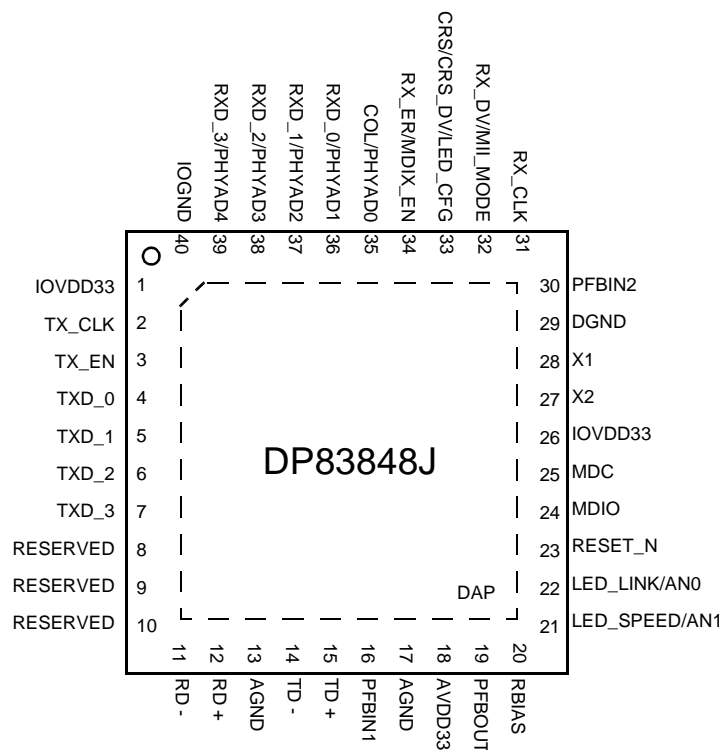 IOGND
RXD_3/PHYAD4
RXD_2/PHYAD3
RXD_1/PHYAD2
RXD_0/PHYAD1
COL/PHYAD0
RX_ER/MDIX_EN
CRS/CRS_DV/LED_CFG
RX_DV/MII_MODE
RX_CLK
40
39
38
37
36
35
34
33
32
31
IOVDD33 1
TX_CLK 2
TX_EN 3
TXD_0 4
TXD_1 5
TXD_2 6
TXD_3 7
RESERVED 8
RESERVED 9
RESERVED 10
DP83848J
DAP
30 PFBIN2
29 DGND
28 X1
27 X2
26 IOVDD33
25 MDC
24 MDIO
23 RESET_N
22 LED_LINK/AN0
21 LED_SPEED/AN1
11
12
13
14
15
16
17
18
19
20
RD -
RD +
AGND
TD -
TD +
PFBIN1
AGND
AVDD33
PFBOUT
RBIAS